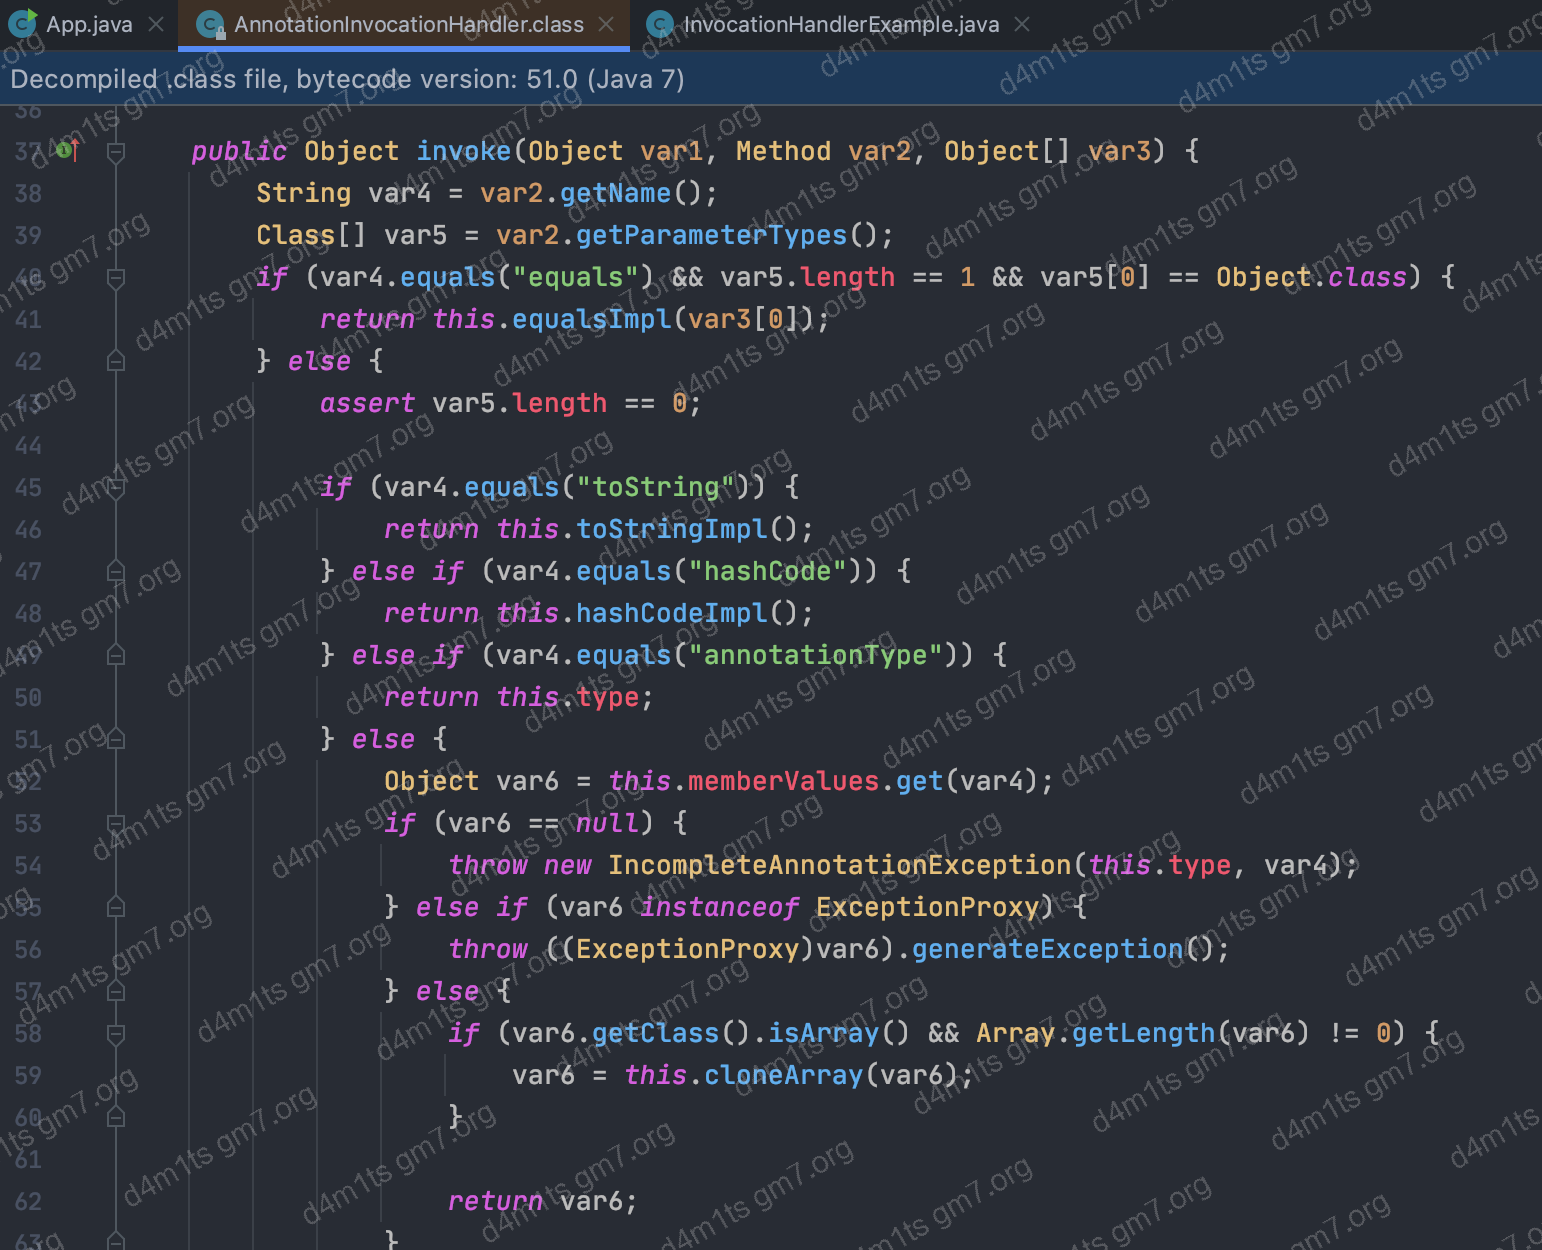 App.java AnnotationInvocationHandler.class InvocationHandlerExample.java
Decompiled .class file, bytecode version: 51.0 (Java 7)
36
37 public Object invoke(Object var1, Method var2, Object[] var3) {
38 String var4 = var2.getName();
39 Class[] var5 = var2.getParameterTypes();
40 if (var4.equals("equals") && var5.length == 1 && var5[0] == Object.class) {
41 return this.equalsImpl(var3[0]);
42 } else {
43 assert var5.length == 0;
44
45 if (var4.equals("toString")) {
46 return this.toStringImpl();
47 } else if (var4.equals("hashCode")) {
48 return this.hashCodeImpl();
49 } else if (var4.equals("annotationType")) {
50 return this.type;
51 } else {
52 Object var6 = this.memberValues.get(var4);
53 if (var6 == null) {
54 throw new IncompleteAnnotationException(this.type, var4);
55 } else if (var6 instanceof ExceptionProxy) {
56 throw ((ExceptionProxy)var6).generateException();
57 } else {
58 if (var6.getClass().isArray() && Array.getLength(var6) != 0) {
59 var6 = this.cloneArray(var6);
60 }
61
62 return var6;
63 }
d4m1ts gm7.org